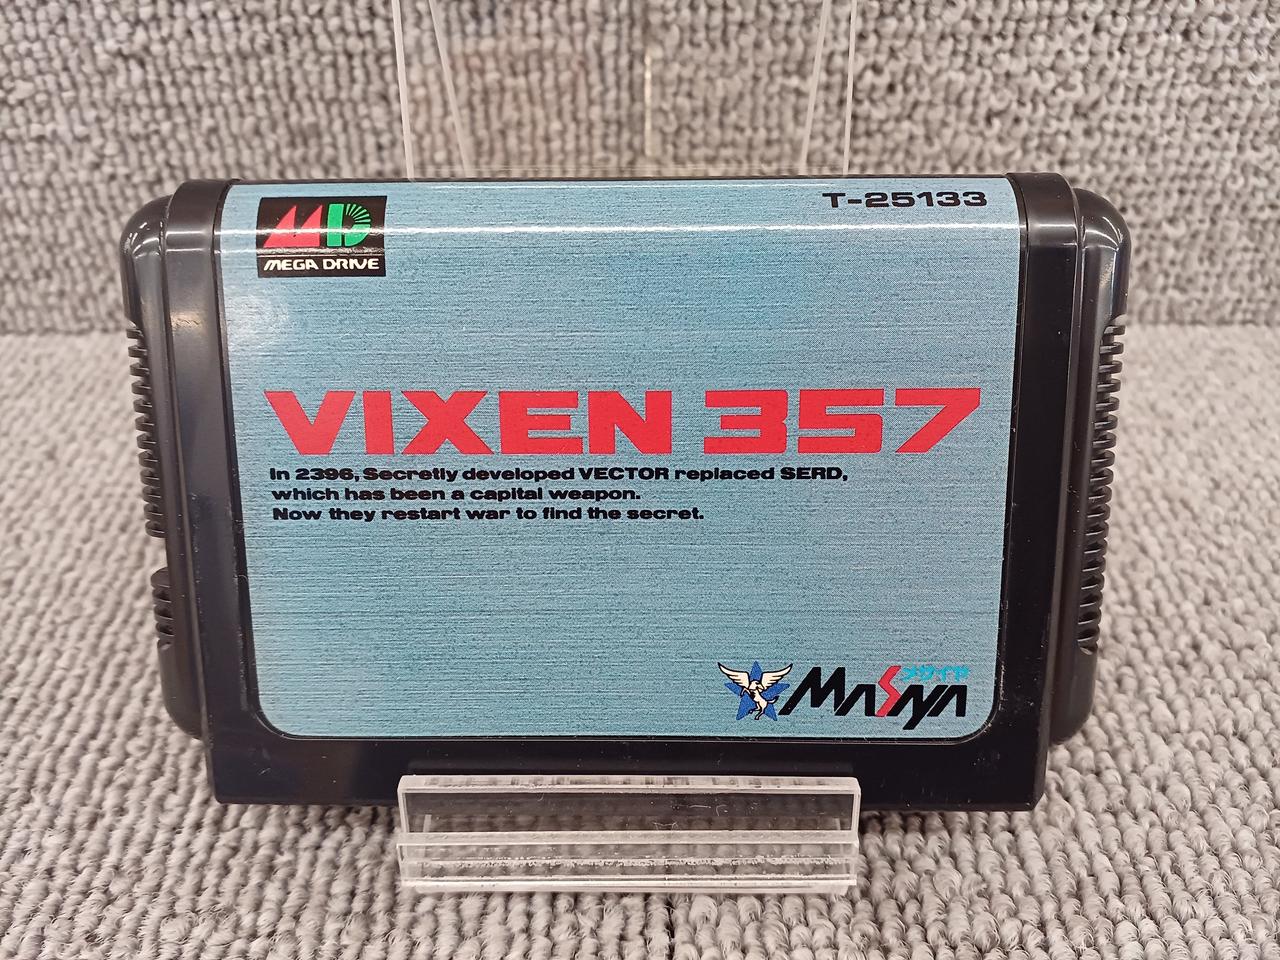 MD
T-25133
MEGA DRIVE
VIXEN 357
In 2396, Secretly developed VECTOR replaced SERD,
which has been a capital weapon.
Now they restart war to find the secret.
メサイヤ
MASAYA